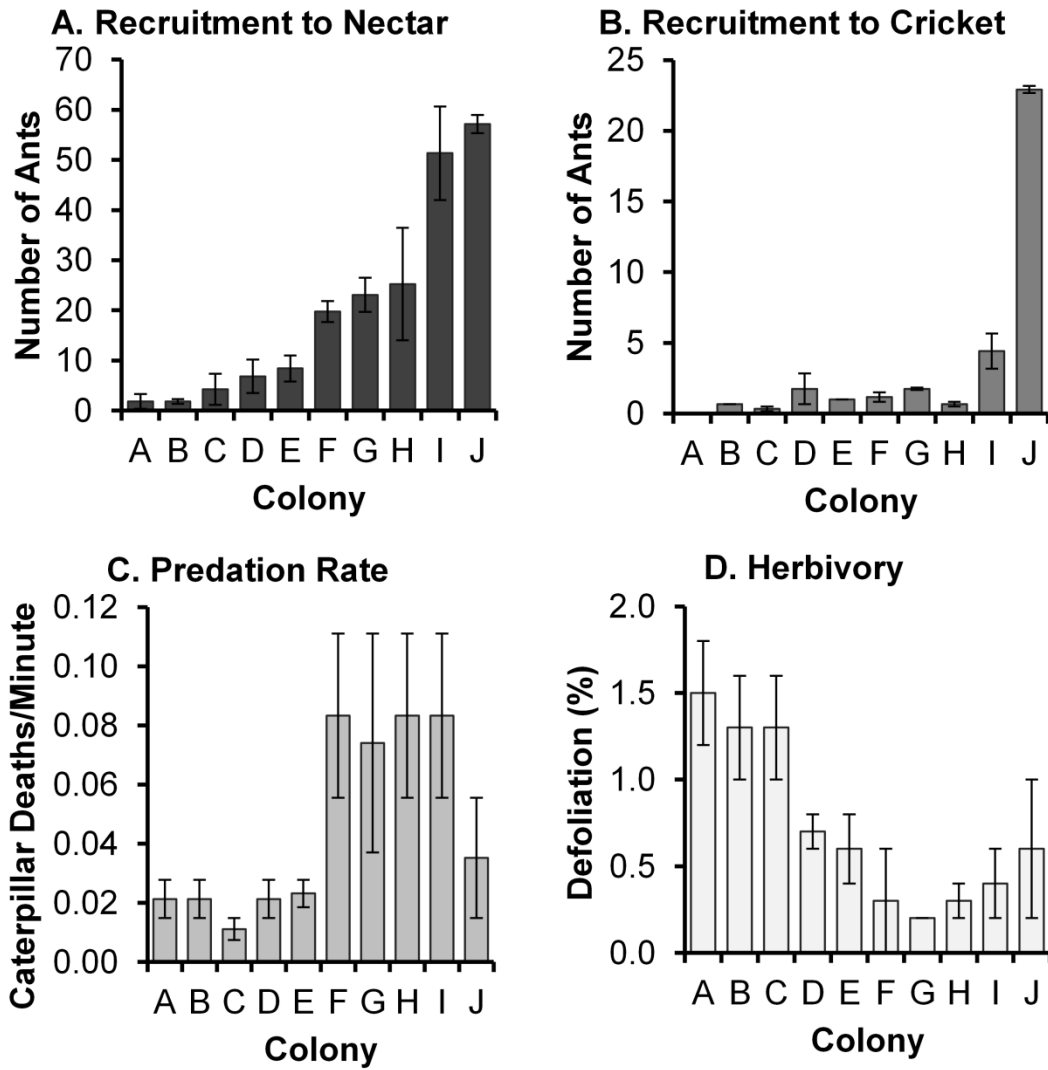 A. Recruitment to Nectar
Number of Ants
70
60
50
40
30
20
10
0
A B C D E F G H I J
Colony
B. Recruitment to Cricket
Number of Ants
25
20
15
10
5
0
A B C D E F G H I J
Colony
C. Predation Rate
Caterpillar Deaths/Minute
0.12
0.10
0.08
0.06
0.04
0.02
0.00
A B C D E F G H I J
Colony
D. Herbivory
Defoliation (%)
2.0
1.5
1.0
0.5
0.0
A B C D E F G H I J
Colony